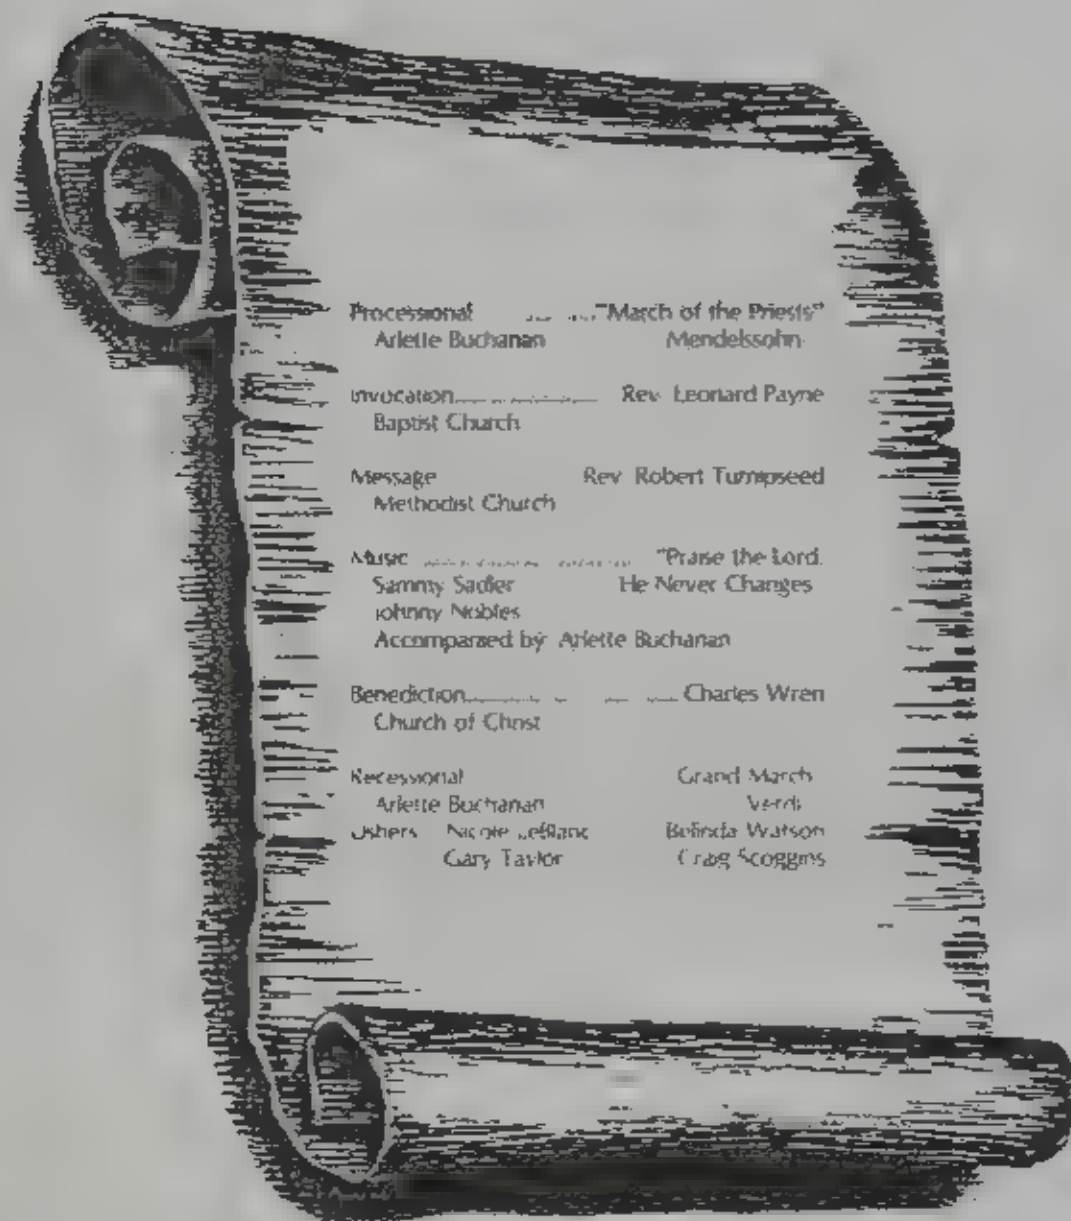 Processional "March of the Priests"
Arlette Buchanan Mendelssohn
Invocation Rev. Leonard Payne
Baptist Church
Message Rev. Robert Turnipseed
Methodist Church
Music "Praise the Lord.
Sammy Sadler He Never Changes
Johnny Nobles
Accompanied by Arlette Buchanan
Benediction Charles Wren
Church of Christ
Recessional Grand March
Arlette Buchanan Verdi
Ushers Nicole LeBlanc Belinda Watson
Gary Taylor Craig Scoggins